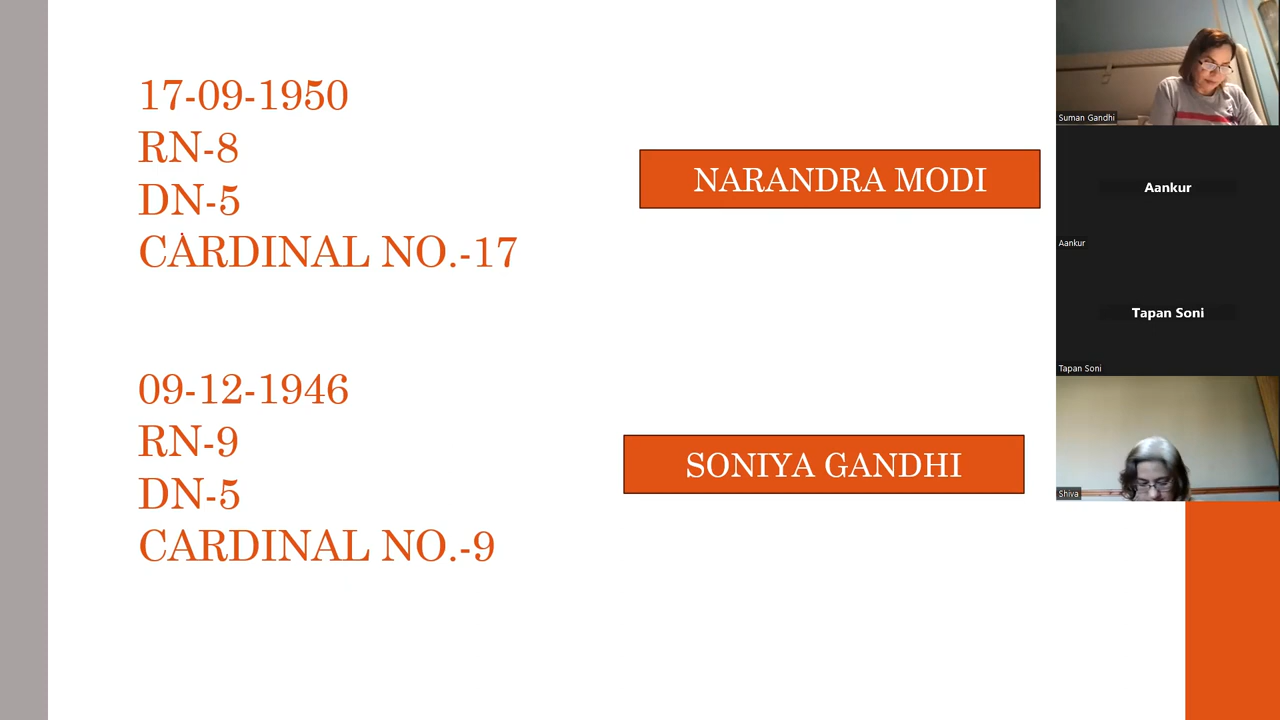 17-09-1950
RN-8
DN-5
CARDINAL NO.-17
NARANDRA MODI
09-12-1946
RN-9
DN-5
CARDINAL NO.-9
SONIYA GANDHI
Suman Gandhi
Aankur
Aankur
Tapan Soni
Tapan Soni
Shiva